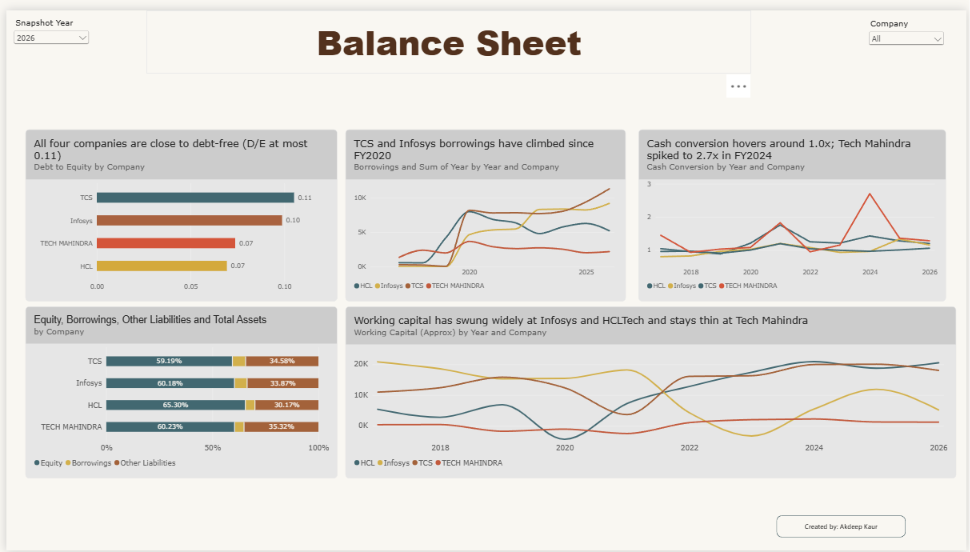 Snapshot Year
2026
Balance Sheet
Company
All
All four companies are close to debt-free (D/E at most
0.11)
Debt to Equity by Company
TCS
0.11
Infosys
0.10
TECH MAHINDRA
0.07
HCL
0.07
0.00 0.05 0.10
TCS and Infosys borrowings have climbed since
FY2020
Borrowings and Sum of Year by Year and Company
10K
5K
0K
2020 2025
HCL Infosys TCS TECH MAHINDRA
Cash conversion hovers around 1.0x; Tech Mahindra
spiked to 2.7x in FY2024
Cash Conversion by Year and Company
3
2
1
2018 2020 2022 2024 2026
HCL Infosys TCS TECH MAHINDRA
Equity, Borrowings, Other Liabilities and Total Assets
by Company
TCS 59.19% 34.58%
Infosys 60.18% 33.87%
HCL 65.30% 30.17%
TECH MAHINDRA 60.23% 35.32%
0% 50% 100%
Equity Borrowings Other Liabilities
Working capital has swung widely at Infosys and HCLTech and stays thin at Tech Mahindra
Working Capital (Approx) by Year and Company
20K
10K
0K
2018 2020 2022 2024 2026
HCL Infosys TCS TECH MAHINDRA
Created by: Akdeep Kaur